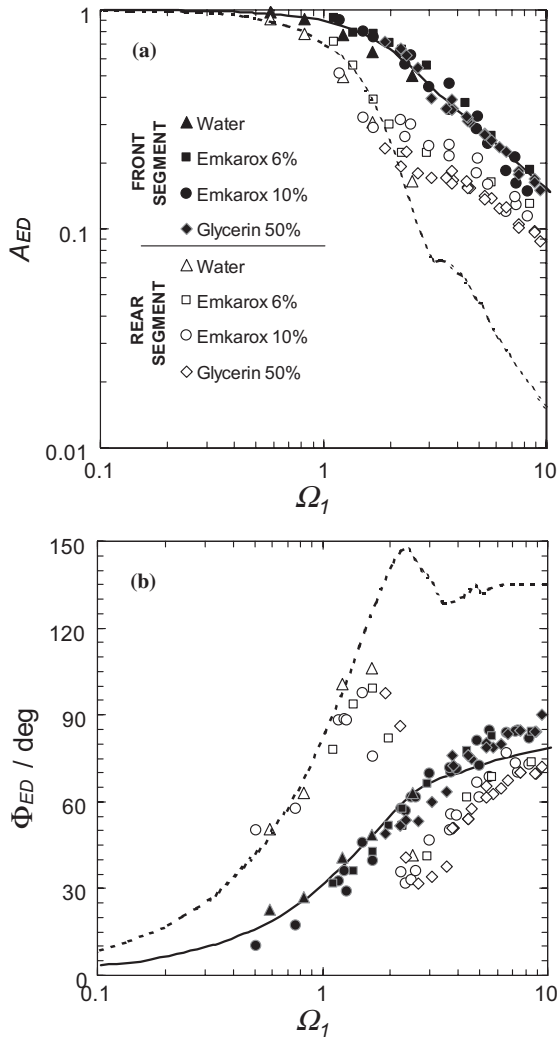 1
(a)
FRONT SEGMENT
Water
Emkarox 6%
Emkarox 10%
Glycerin 50%
REAR SEGMENT
Water
Emkarox 6%
Emkarox 10%
Glycerin 50%
A_ED
0.1
0.01
0.1
1
10
Ω_1
150
(b)
120
90
60
30
0
Φ_ED / deg
0.1
1
10
Ω_1